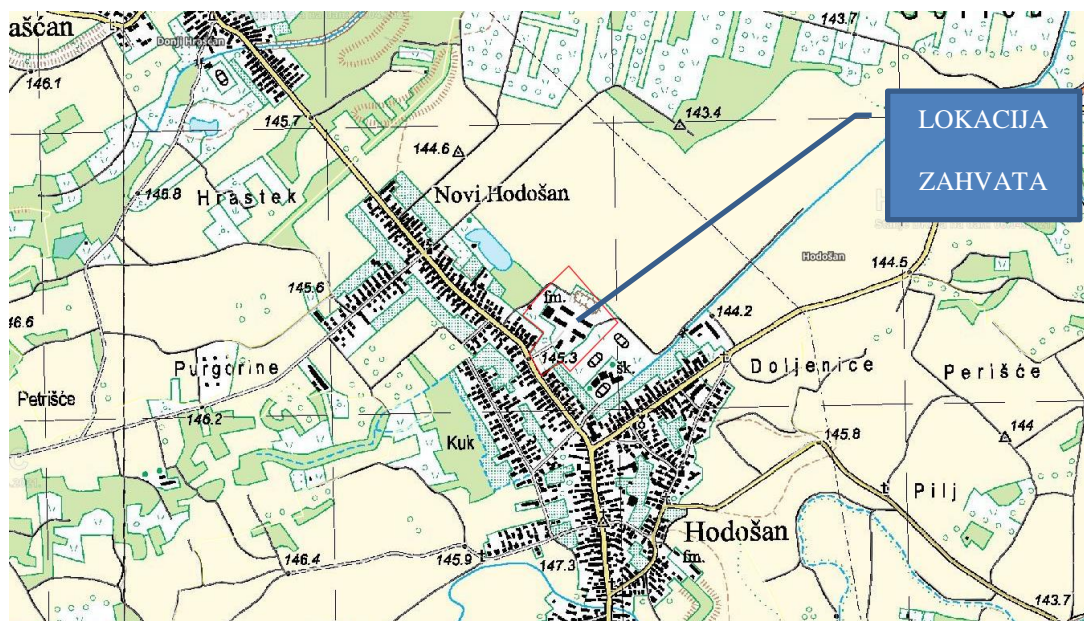 ašćan
Donji Hrašćan
143.7
146.1
145.7
143.4
LOKACIJA
ZAHVATA
144.6
145.8
Hrastek
Novi Hodošan
Hodošan
144.5
145.6
fm.
46.6
144.2
145.3
Purgorine
šk.
Doljenice
Perišće
Petrišće
146.2
Kuk
144
145.8
Pilj
Hodošan
146.4
145.9
147.3
fm.
143.7